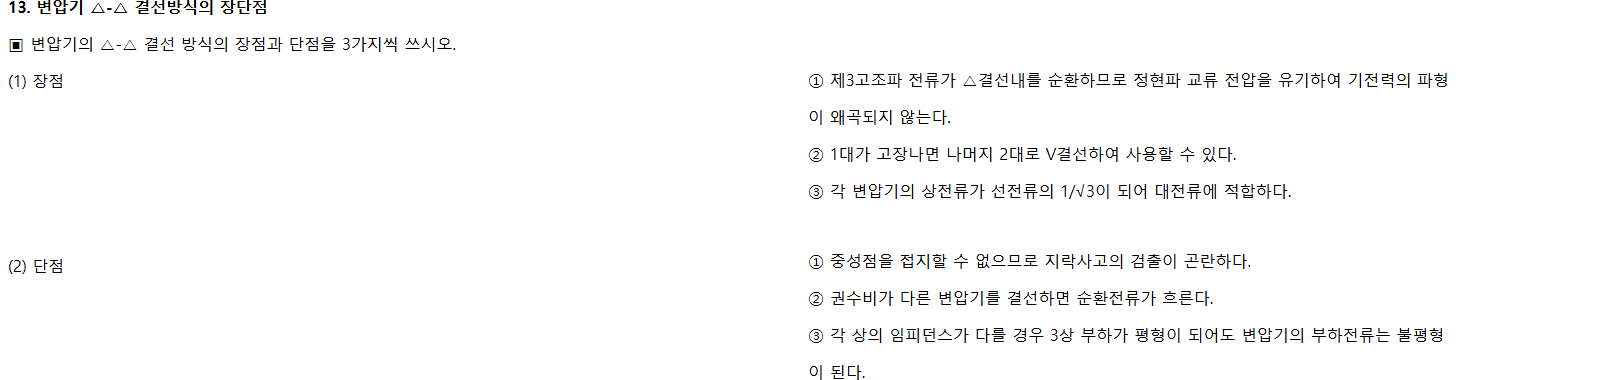 13. 변압기 △-△ 결선방식의 장단점
▣ 변압기의 △-△ 결선 방식의 장점과 단점을 3가지씩 쓰시오.
(1) 장점
① 제3고조파 전류가 △결선내를 순환하므로 정현파 교류 전압을 유기하여 기전력의 파형
이 왜곡되지 않는다.
② 1대가 고장나면 나머지 2대로 V결선하여 사용할 수 있다.
③ 각 변압기의 상전류가 선전류의 1/√3이 되어 대전류에 적합하다.
(2) 단점
① 중성점을 접지할 수 없으므로 지락사고의 검출이 곤란하다.
② 권수비가 다른 변압기를 결선하면 순환전류가 흐른다.
③ 각 상의 임피던스가 다를 경우 3상 부하가 평형이 되어도 변압기의 부하전류는 불평형
이 된다.